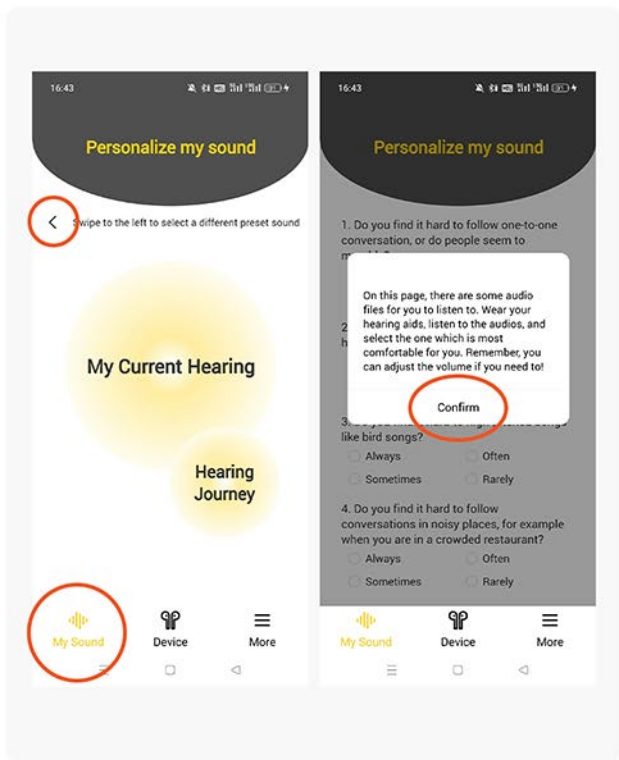 16:43
Personalize my sound
Swipe to the left to select a different preset sound
My Current Hearing
Hearing
Journey
My Sound
Device
More
16:43
Personalize my sound
1. Do you find it hard to follow one-to-one
conversation, or do people seem to
On this page, there are some audio
files for you to listen to. Wear your
hearing aids, listen to the audios, and
select the one which is most
comfortable for you. Remember, you
can adjust the volume if you need to!
Confirm
2
h
3.
like bird songs?
Always
Often
Sometimes
Rarely
4. Do you find it hard to follow
conversations in noisy places, for example
when you are in a crowded restaurant?
Always
Often
Sometimes
Rarely
My Sound
Device
More